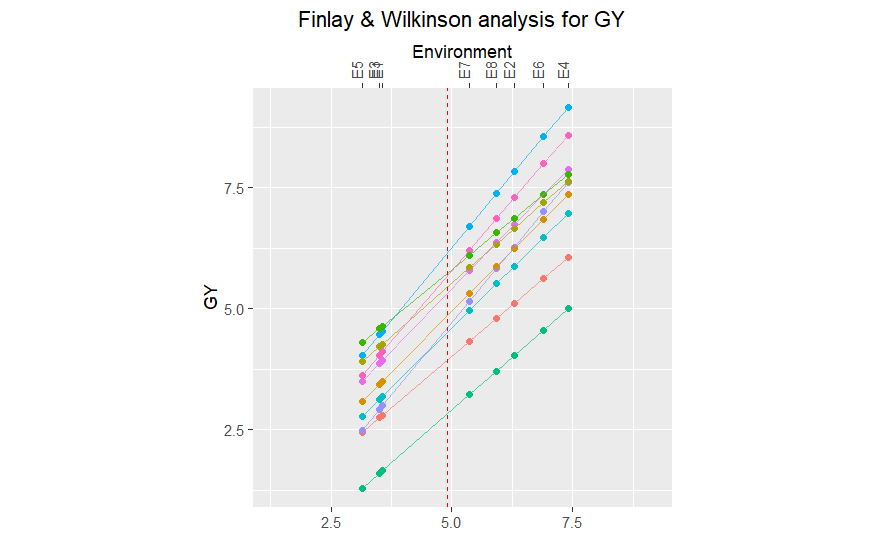 Finlay & Wilkinson analysis for GY
Environment
E5 E1 E7 E8 E2 E6 E4
7.5
5.0
2.5
GY
2.5 5.0 7.5